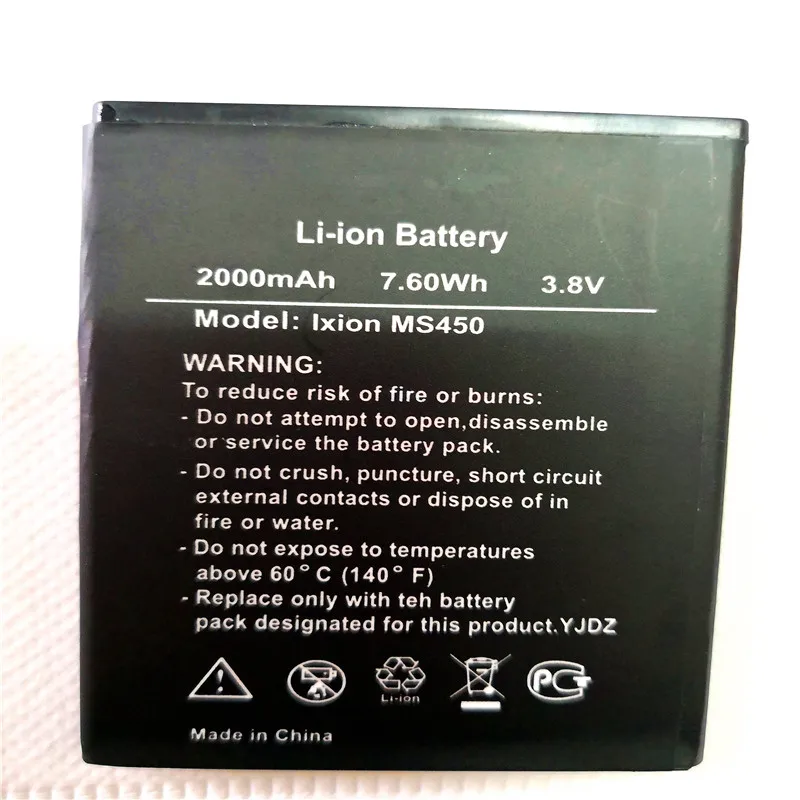 Li-ion Battery
2000mAh 7.60Wh 3.8V
Model: Ixion MS450
WARNING:
To reduce risk of fire or burns:
- Do not attempt to open,disassemble
or service the battery pack.
- Do not crush, puncture, short circuit
external contacts or dispose of in
fire or water.
- Do not expose to temperatures
above 60°C (140°F)
- Replace only with teh battery
pack designated for this product.YJDZ
Li-ion
PCT
Made in China